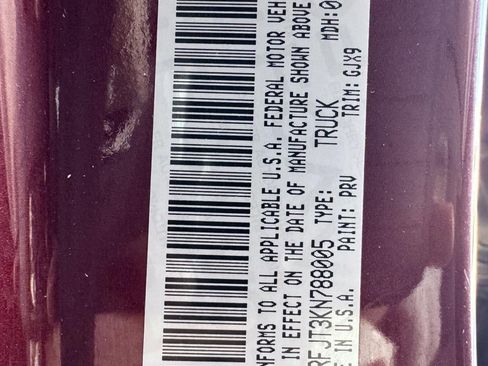 NFORMS TO ALL APPLICABLE U.S.A. FEDERAL MOTOR VEH
IN EFFECT ON THE DATE OF MANUFACTURE SHOWN ABOVE
RFJT3KN788005 TYPE: TRUCK MDH:0
E IN U.S.A. PAINT: PRV TRIM: GJX9